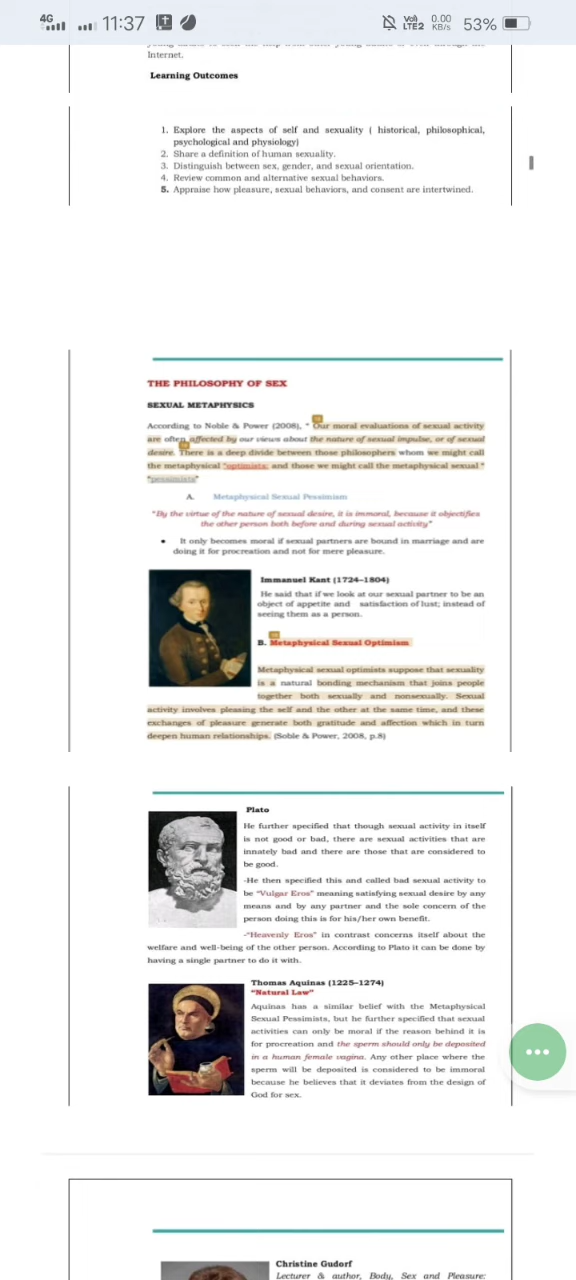 4G 11:37 Vo) LTE2 0.00 KB/s 53%
Internet.
Learning Outcomes
1. Explore the aspects of self and sexuality ( historical, philosophical,
psychological and physiology)
2. Share a definition of human sexuality.
3. Distinguish between sex, gender, and sexual orientation.
4. Review common and alternative sexual behaviors.
5. Appraise how pleasure, sexual behaviors, and consent are intertwined.
THE PHILOSOPHY OF SEX
SEXUAL METAPHYSICS
According to Noble & Power (2008), " Our moral evaluations of sexual activity
are often affected by our views about the nature of sexual impulse, or of sexual
desire. There is a deep divide between those philosophers whom we might call
the metaphysical "optimists; and those we might call the metaphysical sexual "
"pessimists"
A. Metaphysical Sexual Pessimism
"By the virtue of the nature of sexual desire, it is immoral, because it objectifies
the other person both before and during sexual activity"
• It only becomes moral if sexual partners are bound in marriage and are
doing it for procreation and not for mere pleasure.
Immanuel Kant (1724–1804)
He said that if we look at our sexual partner to be an
object of appetite and satisfaction of lust; instead of
seeing them as a person.
B. Metaphysical Sexual Optimism
Metaphysical sexual optimists suppose that sexuality
is a natural bonding mechanism that joins people
together both sexually and nonsexually. Sexual
activity involves pleasing the self and the other at the same time, and these
exchanges of pleasure generate both gratitude and affection which in turn
deepen human relationships. (Soble & Power, 2008, p.8)
Plato
He further specified that though sexual activity in itself
is not good or bad, there are sexual activities that are
innately bad and there are those that are considered to
be good.
-He then specified this and called bad sexual activity to
be "Vulgar Eros" meaning satisfying sexual desire by any
means and by any partner and the sole concern of the
person doing this is for his/her own benefit.
-"Heavenly Eros" in contrast concerns itself about the
welfare and well-being of the other person. According to Plato it can be done by
having a single partner to do it with.
Thomas Aquinas (1225–1274)
"Natural Law"
Aquinas has a similar belief with the Metaphysical
Sexual Pessimists, but he further specified that sexual
activities can only be moral if the reason behind it is
for procreation and the sperm should only be deposited
in a human female vagina. Any other place where the
sperm will be deposited is considered to be immoral
because he believes that it deviates from the design of
God for sex.
Christine Gudorf
Lecturer & author, Body, Sex and Pleasure: